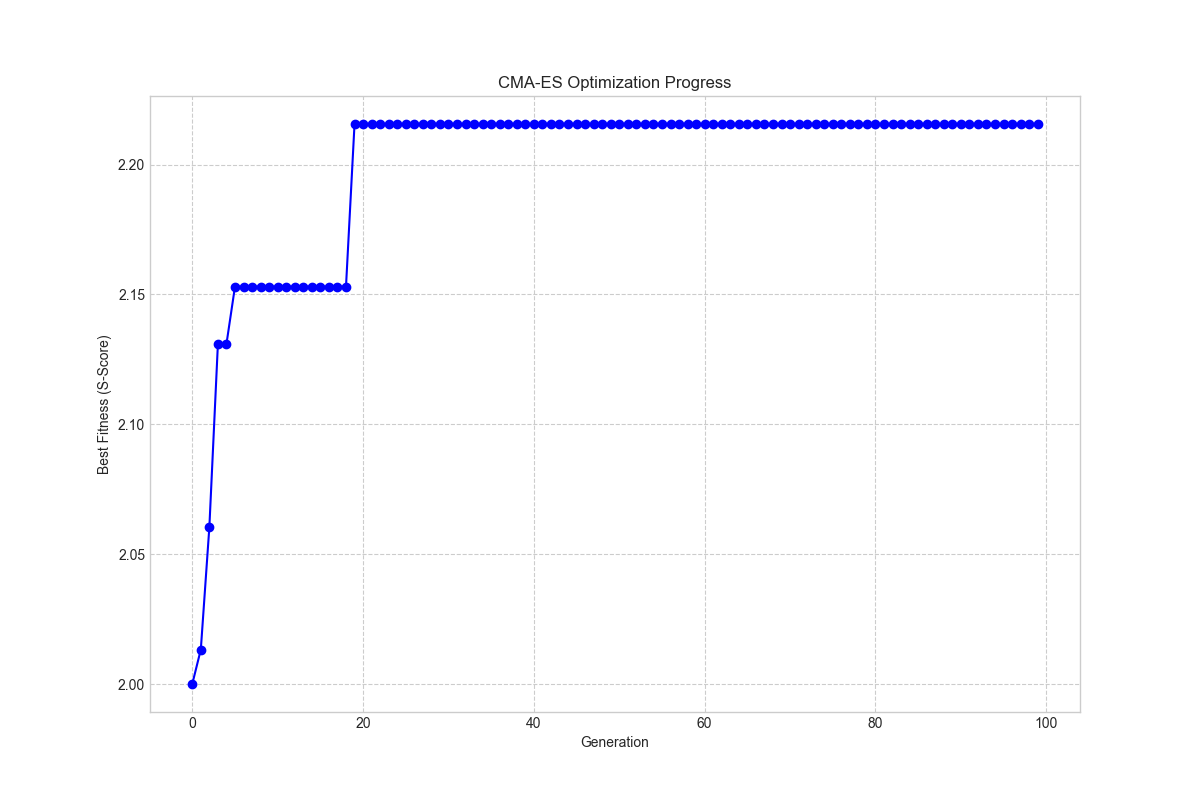 CMA-ES Optimization Progress
Best Fitness (S-Score)
2.20
2.15
2.10
2.05
2.00
0 20 40 60 80 100
Generation